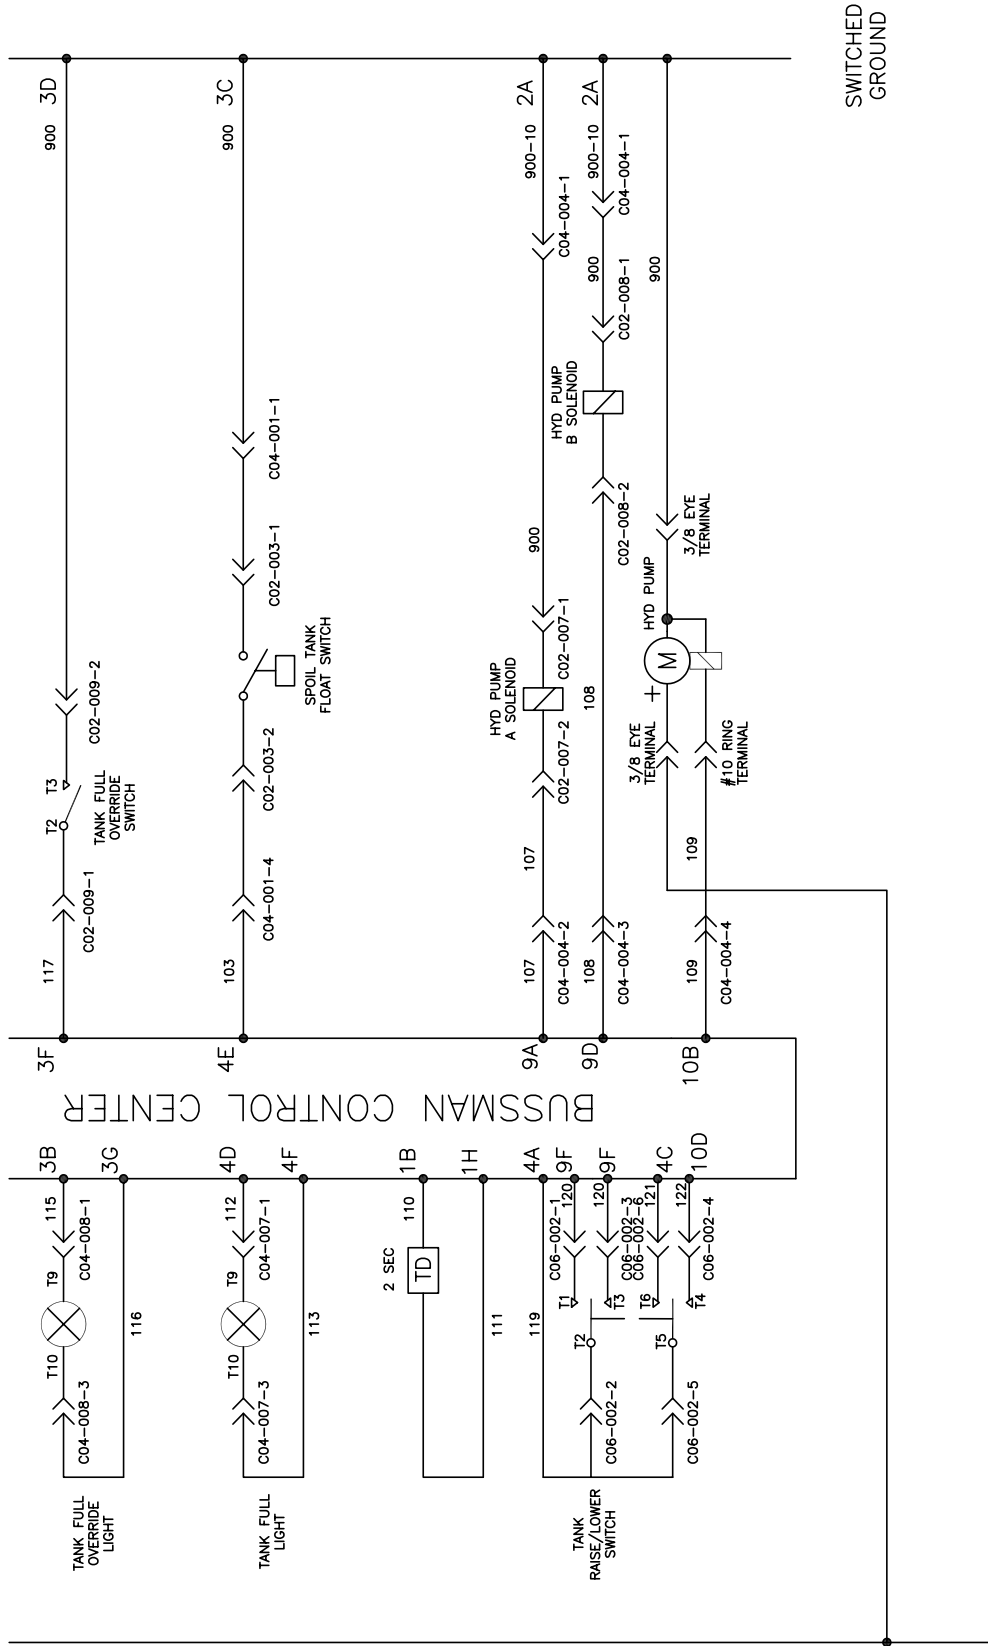 SWITCHED
GROUND
TANK FULL
OVERRIDE
LIGHT
C04-008-3
T10
T9
C04-008-1
115
3B
116
3G
BUSSMAN CONTROL CENTER
3F
117
C02-009-1
T2
T3
TANK FULL
OVERRIDE
SWITCH
C02-009-2
900
3D
TANK FULL
LIGHT
C04-007-3
T10
T9
C04-007-1
112
4D
113
4F
4E
103
C04-001-4
C02-003-2
SPOIL TANK
FLOAT SWITCH
C02-003-1
C04-001-1
900
3C
2 SEC
TD
110
1B
111
1H
TANK
RAISE/LOWER
SWITCH
119
4A
C06-002-2
T2
T1
C06-002-1
120
9F
T3
C06-002-3
120
9F
C06-002-5
T5
T6
C06-002-6
121
4C
T4
C06-002-4
122
10D
9A
107
C04-004-2
107
C02-007-2
HYD PUMP
A SOLENOID
C02-007-1
900
C04-004-1
900-10
2A
9D
108
C04-004-3
108
C02-008-2
HYD PUMP
B SOLENOID
C02-008-1
900
C04-004-1
900-10
2A
10B
109
C04-004-4
109
#10 RING
TERMINAL
3/8 EYE
TERMINAL
+
M
HYD PUMP
3/8 EYE
TERMINAL
900